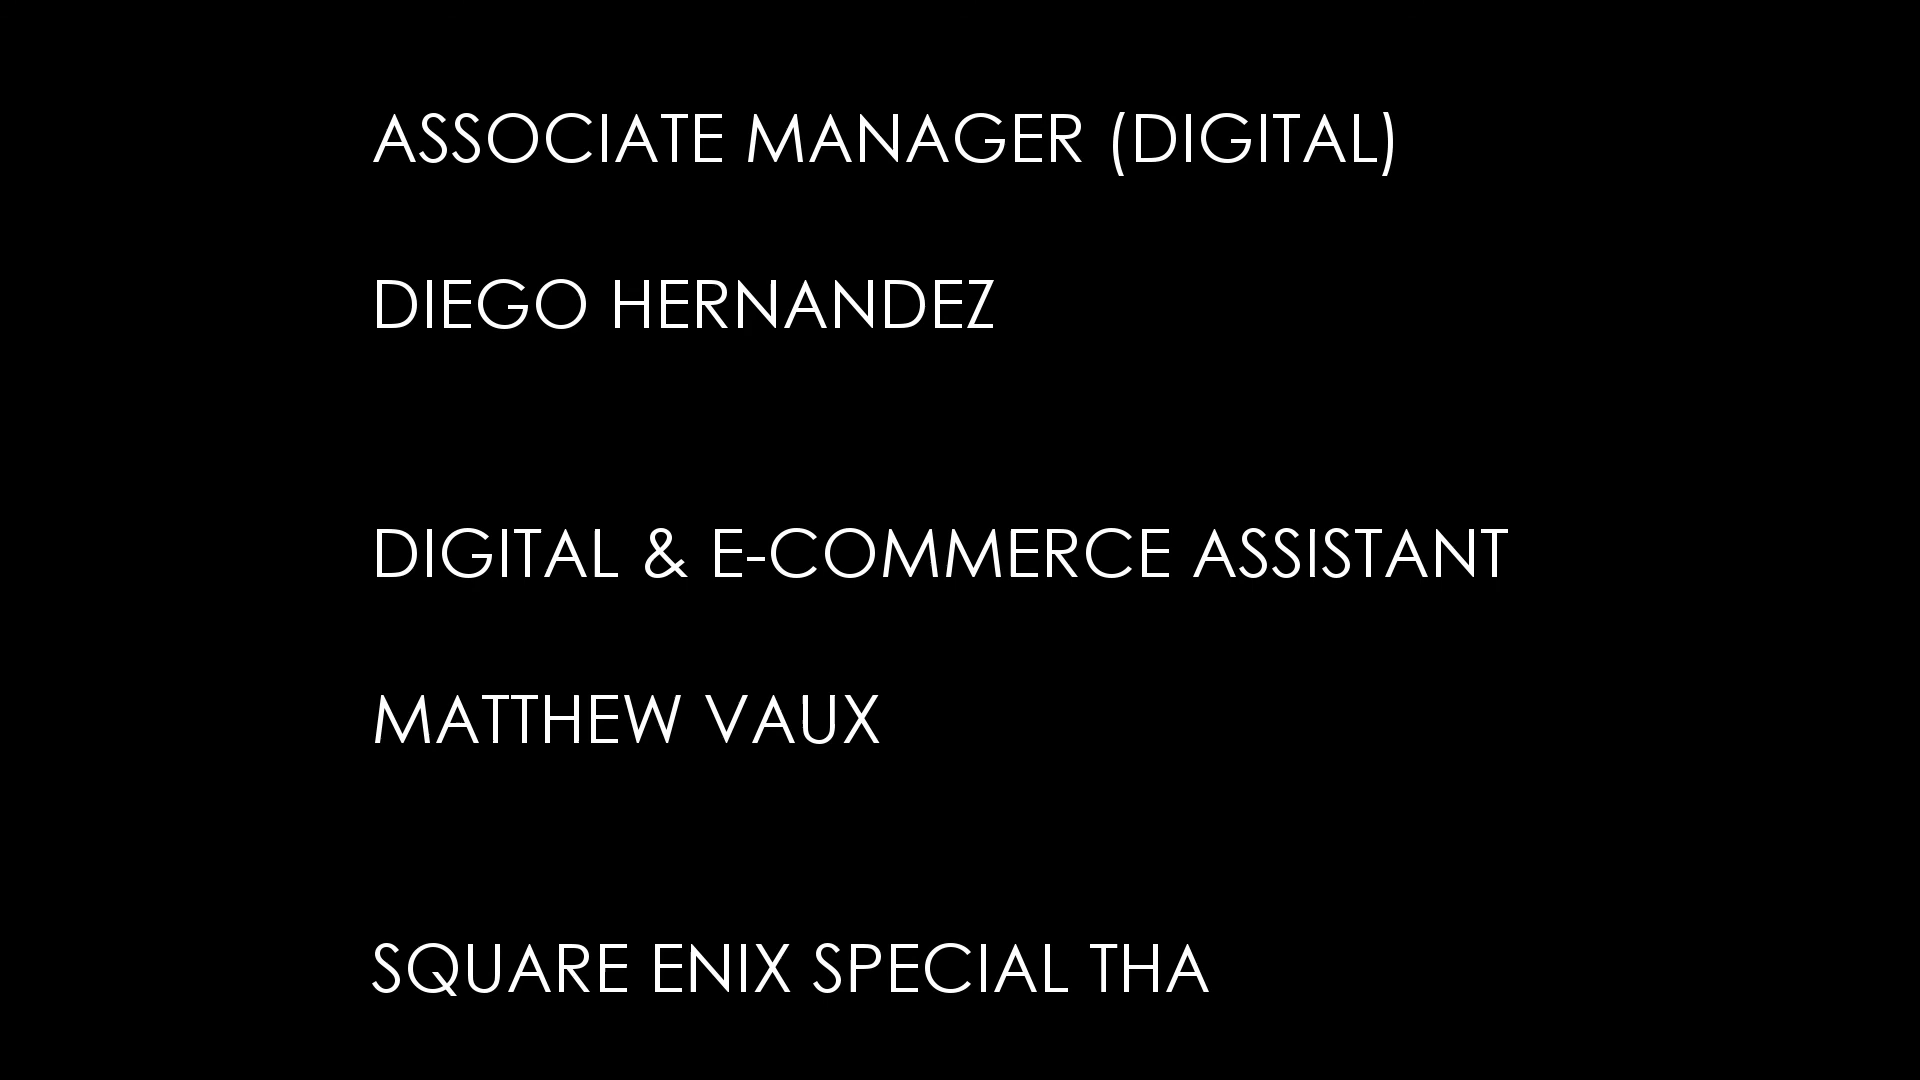 ASSOCIATE MANAGER (DIGITAL)
DIEGO HERNANDEZ
DIGITAL & E-COMMERCE ASSISTANT
MATTHEW VAUX
SQUARE ENIX SPECIAL THA